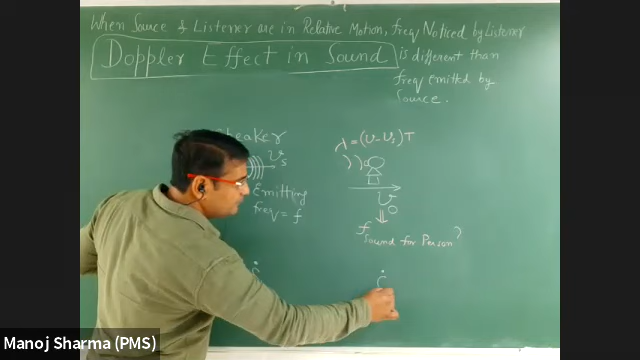 When Source & Listener are in Relative Motion, freq Noticed by Listener
Doppler Effect in Sound
is different than
freq emitted by
Source.
λ = (v - vs) T
vs
Emitting
freq = f
vo
f sound for Person?
Manoj Sharma (PMS)